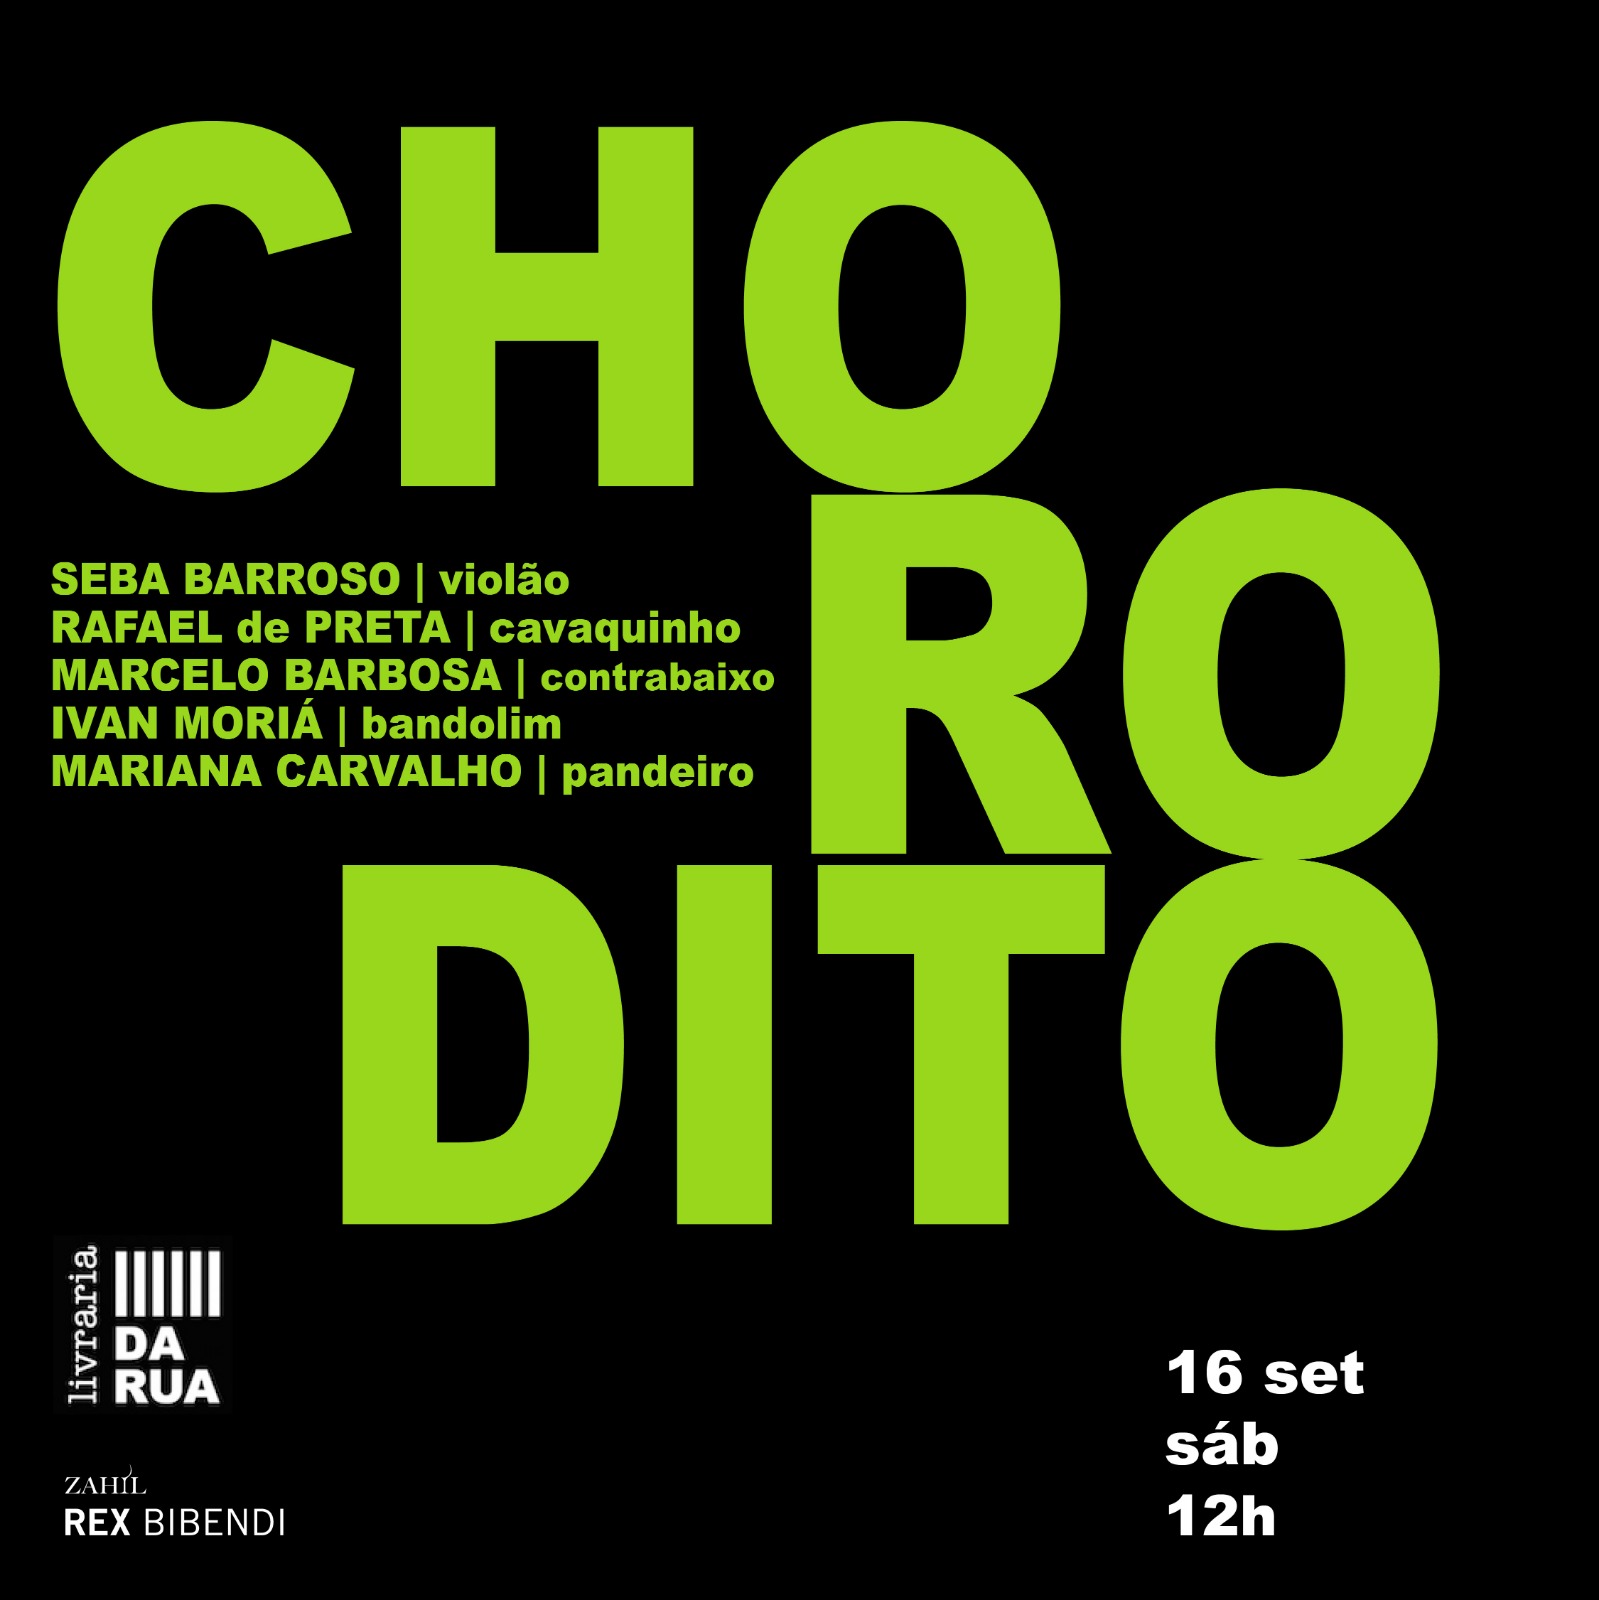 CHO
RO
SEBA BARROSO | violão
RAFAEL de PRETA | cavaquinho
MARCELO BARBOSA | contrabaixo
IVAN MORIÁ | bandolim
MARIANA CARVALHO | pandeiro
DITO
livraria
DA
RUA
ZAHIL
REX BIBENDI
16 set
sáb
12h